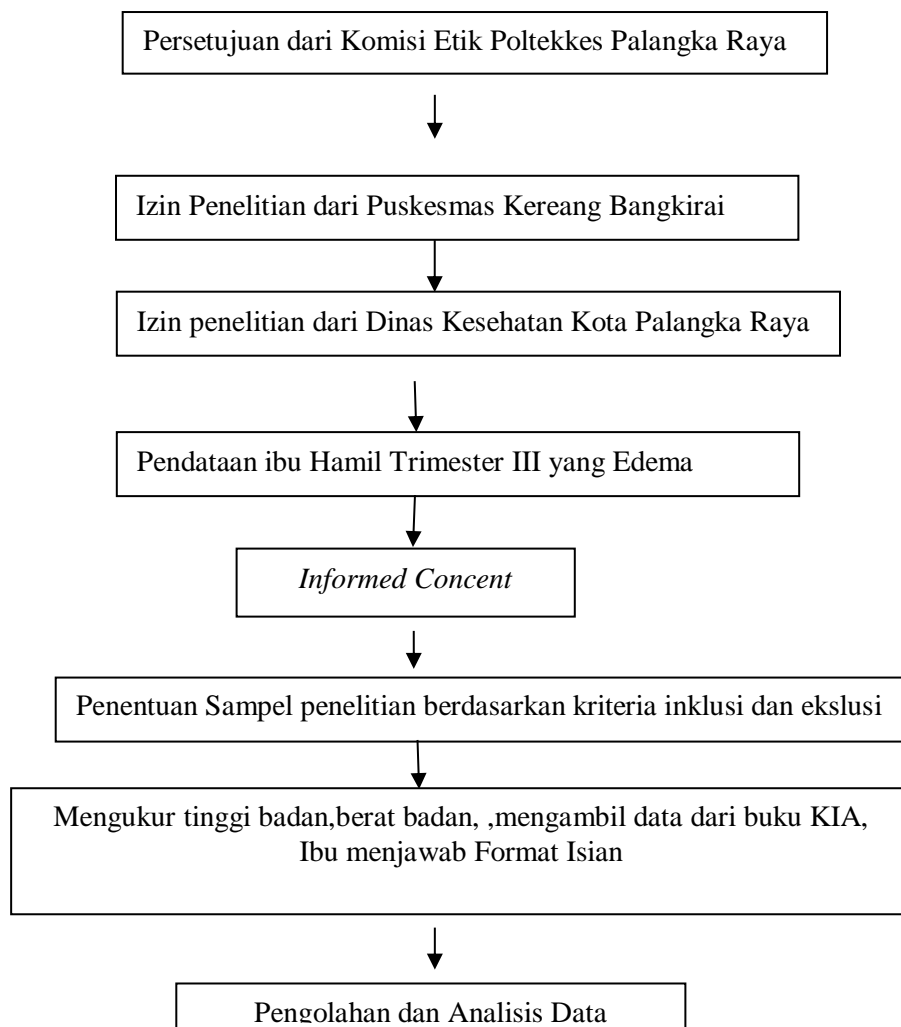 Persetujuan dari Komisi Etik Poltekkes Palangka Raya
Izin Penelitian dari Puskesmas Kereang Bangkirai
Izin penelitian dari Dinas Kesehatan Kota Palangka Raya
Pendataan ibu Hamil Trimester III yang Edema
Informed Concent
Penentuan Sampel penelitian berdasarkan kriteria inklusi dan ekslusi
Mengukur tinggi badan,berat badan, ,mengambil data dari buku KIA,
Ibu menjawab Format Isian
Pengolahan dan Analisis Data